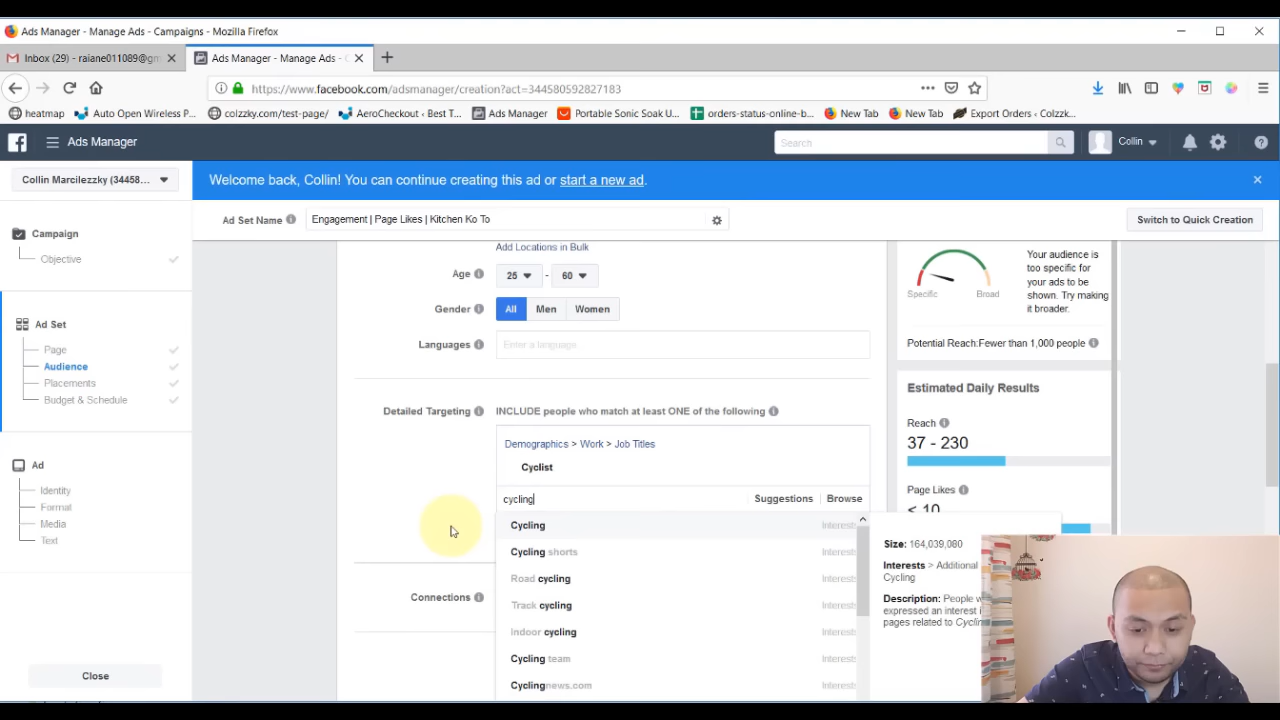 Ads Manager - Manage Ads - Campaigns - Mozilla Firefox
Inbox (29) - raiane011089@gm
Ads Manager - Manage Ads - C
https://www.facebook.com/adsmanager/creation?act=344580592827183
heatmap
Auto Open Wireless P...
colzzky.com/test-page/
AeroCheckout ‹ Best T...
Ads Manager
Portable Sonic Soak U...
orders-status-online-b...
New Tab
New Tab
Export Orders ‹ Colzzk...
Ads Manager
Search
Collin
Collin Marcilezzky (34458...
Welcome back, Collin! You can continue creating this ad or start a new ad.
Ad Set Name
Engagement | Page Likes | Kitchen Ko To
Switch to Quick Creation
Campaign
Objective
Ad Set
Page
Audience
Placements
Budget & Schedule
Ad
Identity
Format
Media
Text
Close
Add Locations in Bulk
Age
25
-
60
Gender
All
Men
Women
Languages
Enter a language
Detailed Targeting
INCLUDE people who match at least ONE of the following
Demographics > Work > Job Titles
Cyclist
cycling
Suggestions
Browse
Cycling
Interests
Cycling shorts
Interests
Road cycling
Interests
Track cycling
Interests
Indoor cycling
Interests
Cycling team
Interests
Cyclingnews.com
Interests
Connections
Specific
Broad
Your audience is
too specific for
your ads to be
shown. Try making
it broader.
Potential Reach:Fewer than 1,000 people
Estimated Daily Results
Reach
37 - 230
Page Likes
< 10
Size: 164,039,080
Interests > Additional
Cycling
Description: People w
expressed an interest i
pages related to Cyclin